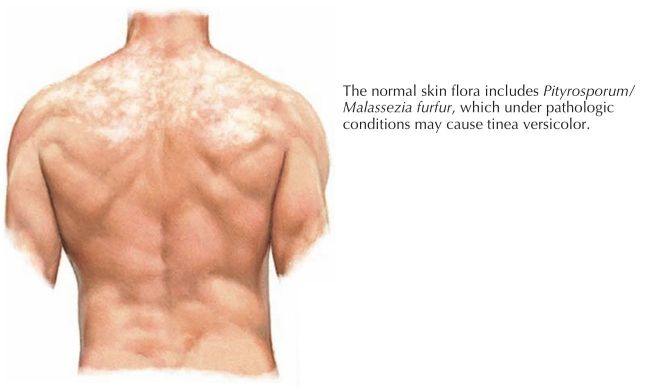 The normal skin flora includes Pityrosporum/
Malassezia furfur, which under pathologic
conditions may cause tinea versicolor.